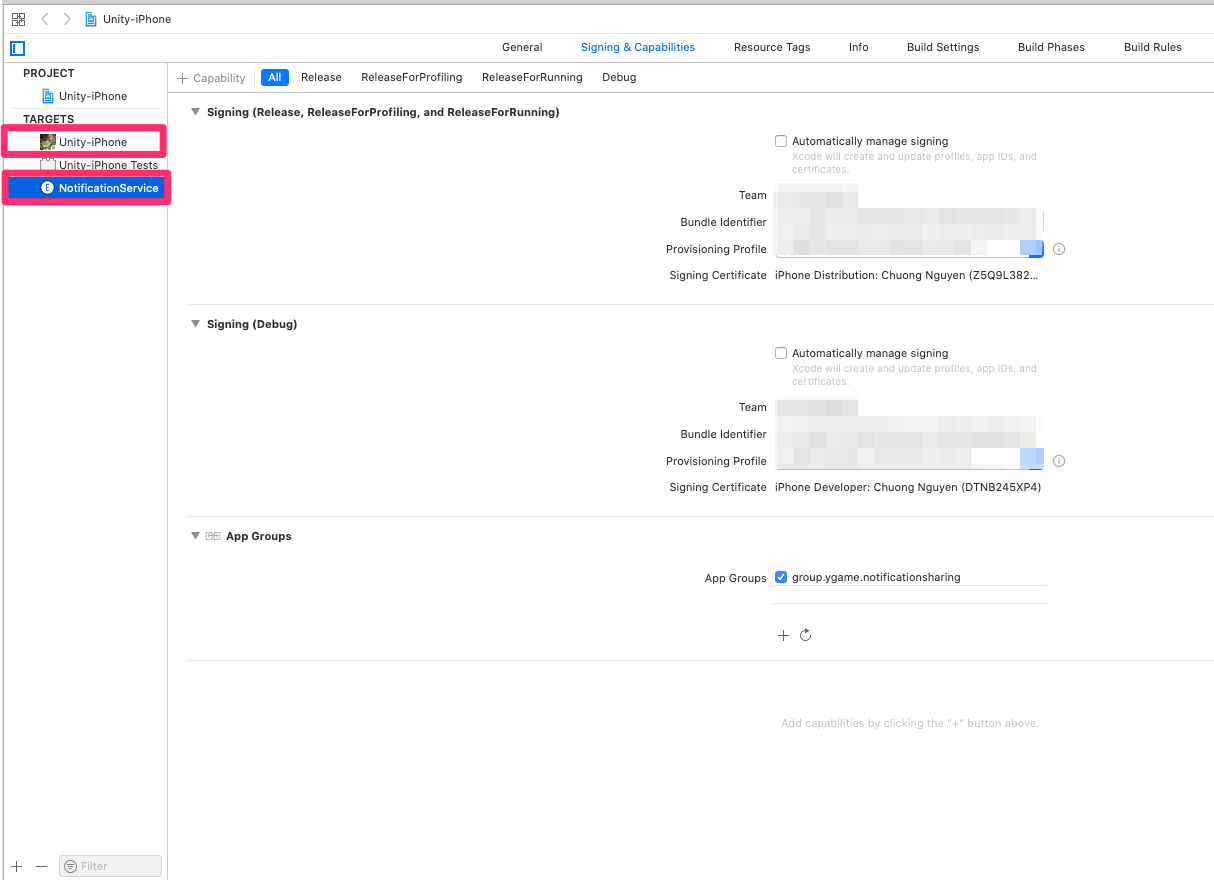 Unity-iPhone
General Signing & Capabilities Resource Tags Info Build Settings Build Phases Build Rules
PROJECT
Unity-iPhone
TARGETS
Unity-iPhone
Unity-iPhone Tests
E NotificationService
Filter
+ Capability All Release ReleaseForProfiling ReleaseForRunning Debug
Signing (Release, ReleaseForProfiling, and ReleaseForRunning)
Automatically manage signing
Xcode will create and update profiles, app IDs, and
certificates.
Team
Bundle Identifier
Provisioning Profile
Signing Certificate iPhone Distribution: Chuong Nguyen (Z5Q9L382...
Signing (Debug)
Automatically manage signing
Xcode will create and update profiles, app IDs, and
certificates.
Team
Bundle Identifier
Provisioning Profile
Signing Certificate iPhone Developer: Chuong Nguyen (DTNB245XP4)
App Groups
App Groups group.ygame.notificationsharing
Add capabilities by clicking the "+" button above.